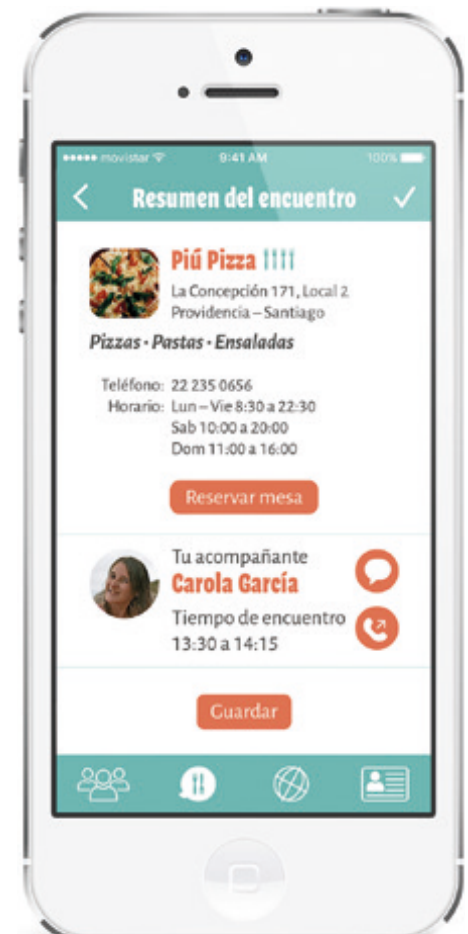 movistar 9:41 AM 100%
Resumen del encuentro
Piú Pizza
La Concepción 171, Local 2
Providencia – Santiago
Pizzas · Pastas · Ensaladas
Teléfono: 22 235 0656
Horario: Lun – Vie 8:30 a 22:30
Sab 10:00 a 20:00
Dom 11:00 a 16:00
Reservar mesa
Tu acompañante
Carola García
Tiempo de encuentro
13:30 a 14:15
Guardar